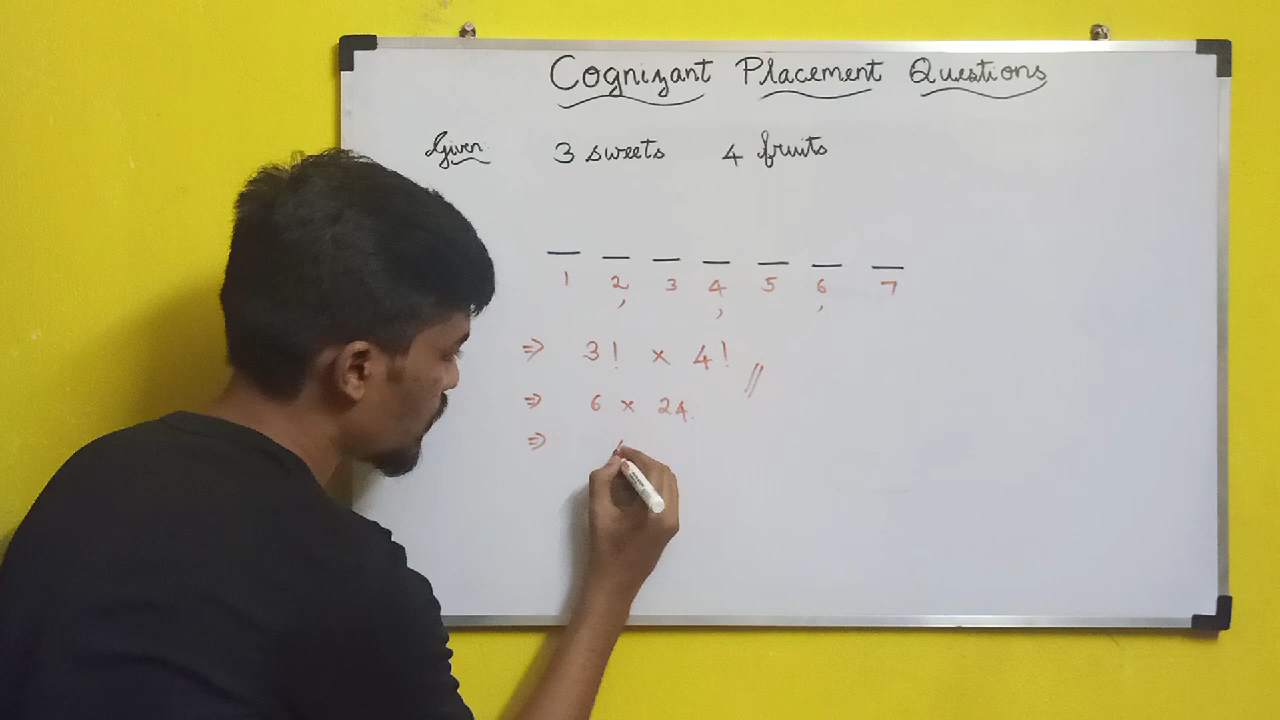 Cognizant Placement Questions
Given 3 sweets 4 fruits
1 2 3 4 5 6 7
, , ,
⇒ 3! × 4! //
⇒ 6 × 24.
⇒